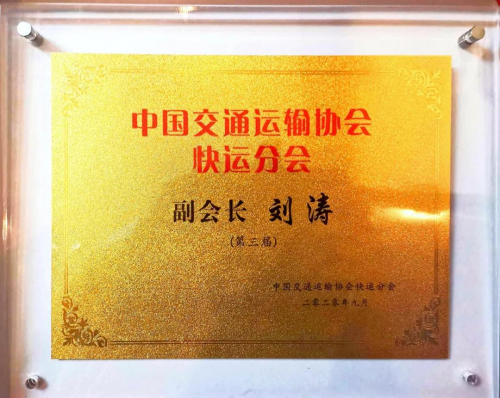 中国交通运输协会
快运分会
副会长 刘涛
(第三届)
中国交通运输协会快运分会
二零二零年九月